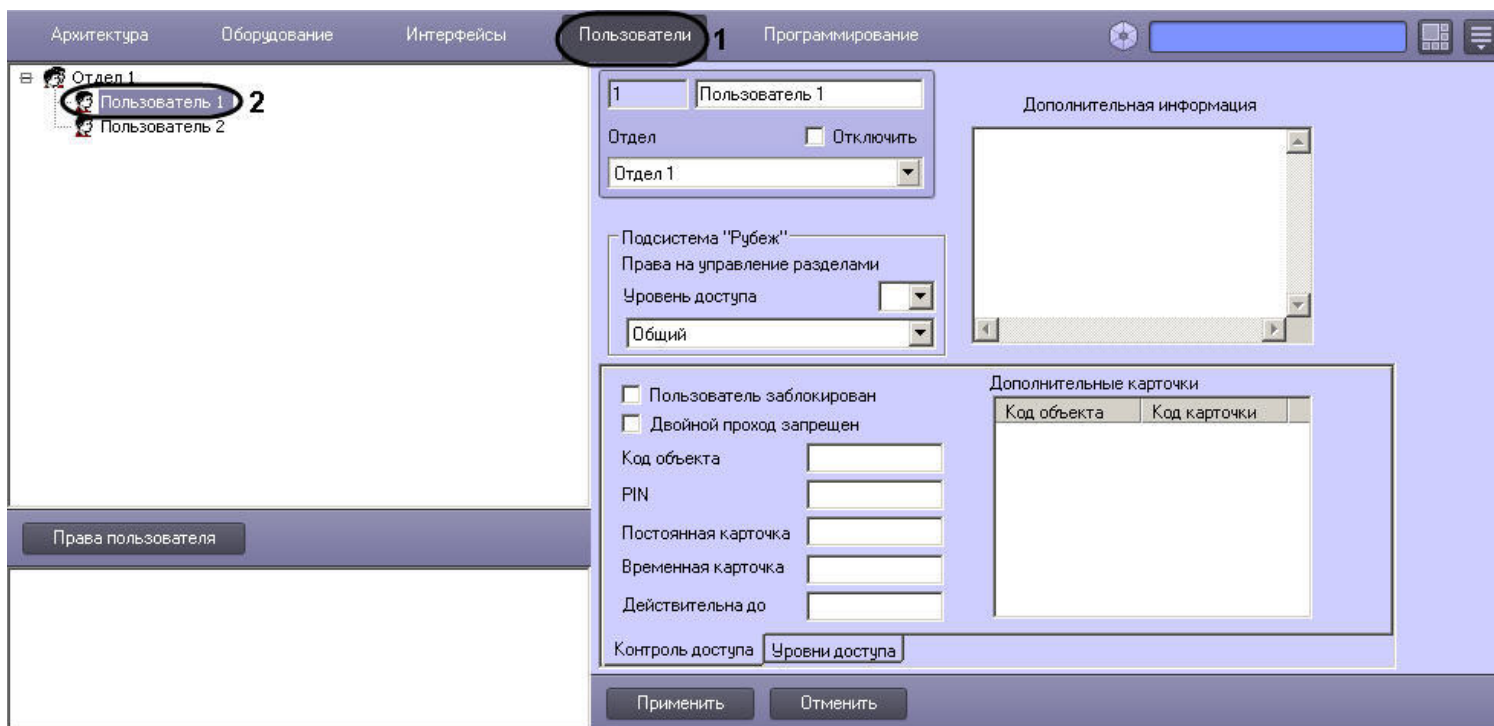 Архитектура Оборудование Интерфейсы Пользователи 1 Программирование
Отдел 1
Пользователь 1 2
Пользователь 2
Права пользователя
1 Пользователь 1
Отдел Отключить
Отдел 1
Дополнительная информация
Подсистема "Рубеж"
Права на управление разделами
Уровень доступа
Общий
Пользователь заблокирован
Двойной проход запрещен
Код объекта
PIN
Постоянная карточка
Временная карточка
Действительна до
Дополнительные карточки
Код объекта Код карточки
Контроль доступа Уровни доступа
Применить Отменить